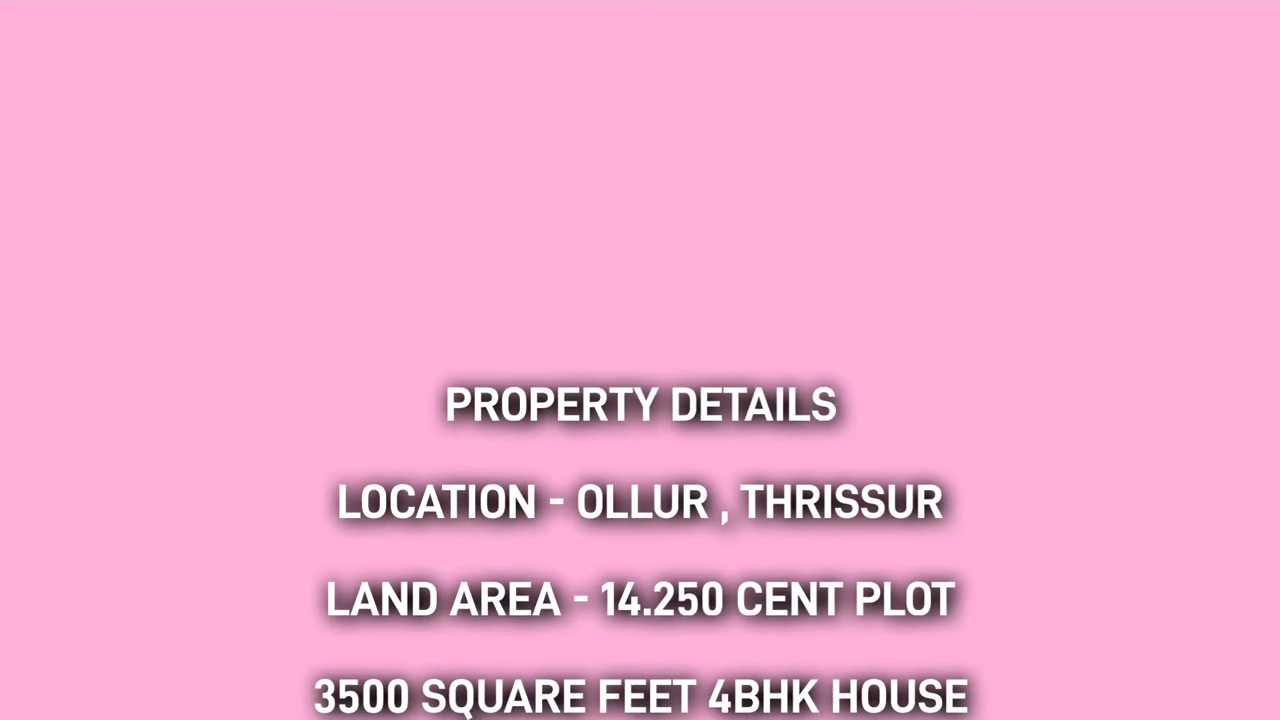 PROPERTY DETAILS
LOCATION - OLLUR , THRISSUR
LAND AREA - 14.250 CENT PLOT
3500 SQUARE FEET 4BHK HOUSE